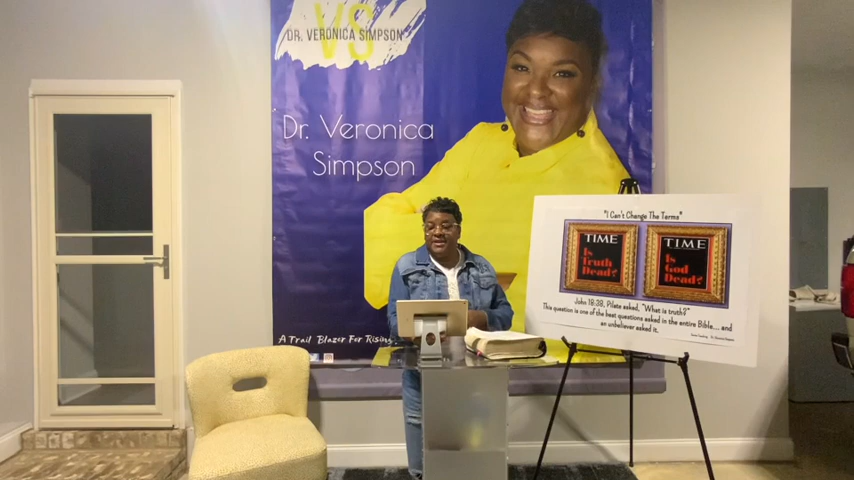 VS
DR. VERONICA SIMPSON
Dr. Veronica
Simpson
A Trail Blazer For Rising
"I Can't Change The Terms"
TIME
Is
Truth
Dead?
TIME
Is
God
Dead?
John 18:38, Pilate asked, "What is truth?"
This question is one of the best questions asked in the entire Bible... and
an unbeliever asked it.